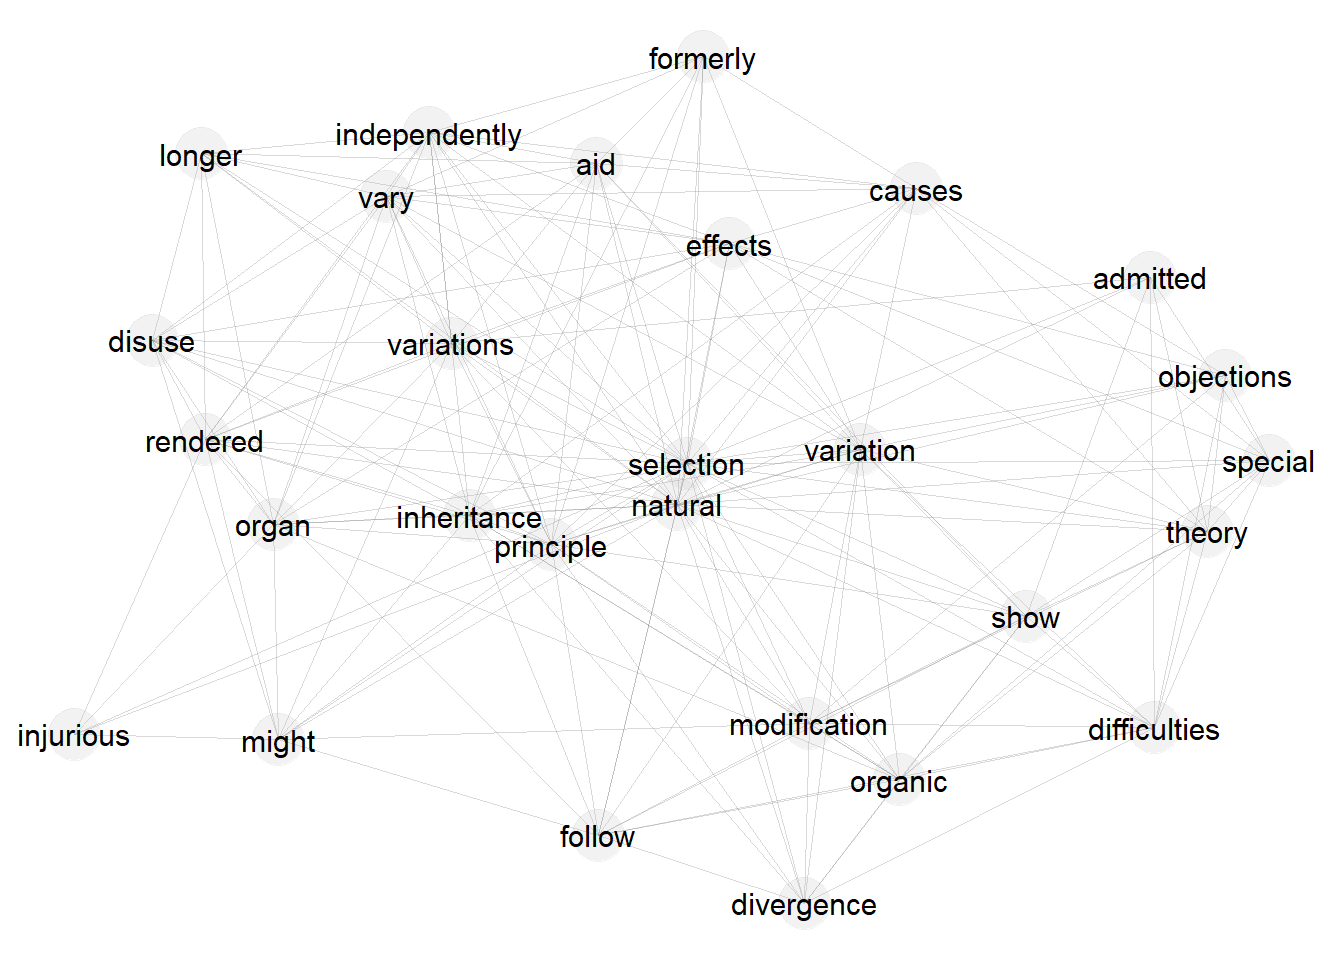 formerly
independently
longer
aid
vary
causes
effects
admitted
disuse
variations
objections
rendered
selection
variation
special
natural
organ
inheritance
principle
theory
show
injurious
might
modification
difficulties
organic
follow
divergence